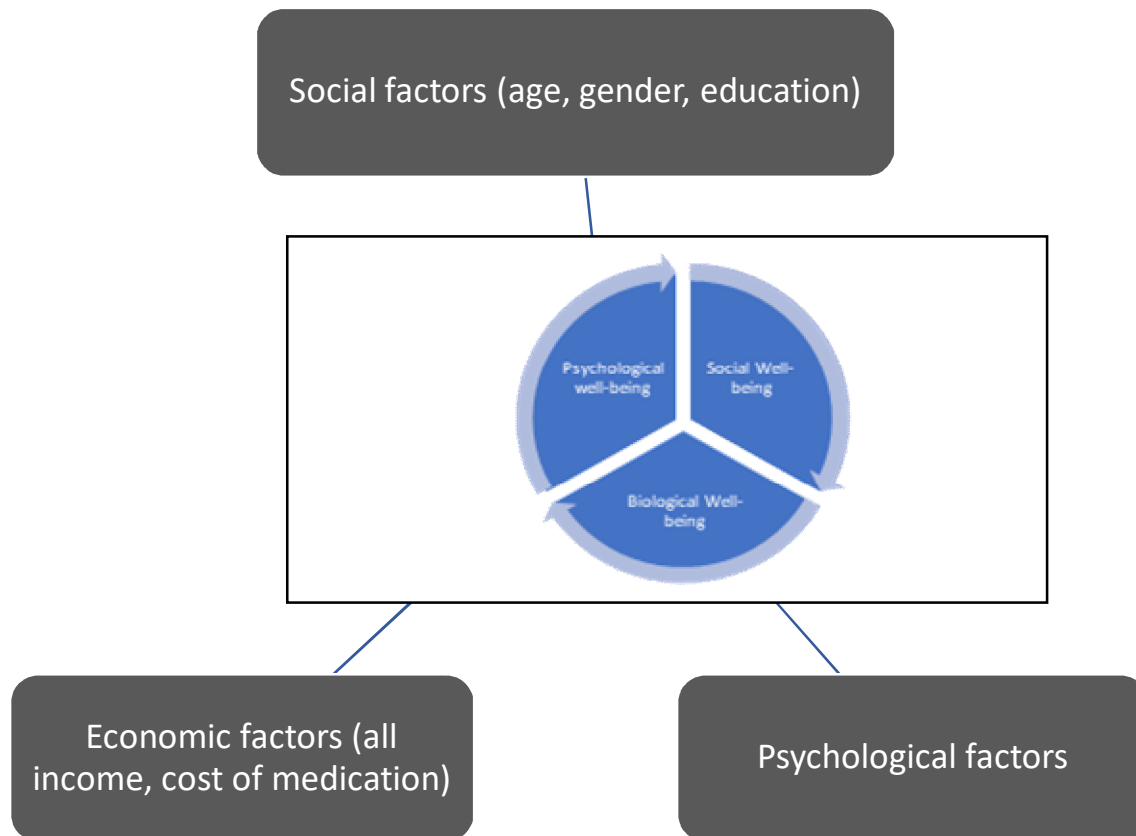 Social factors (age, gender, education)
Psychological
well-being
Social Well-
being
Biological Well-
being
Economic factors (all
income, cost of medication)
Psychological factors